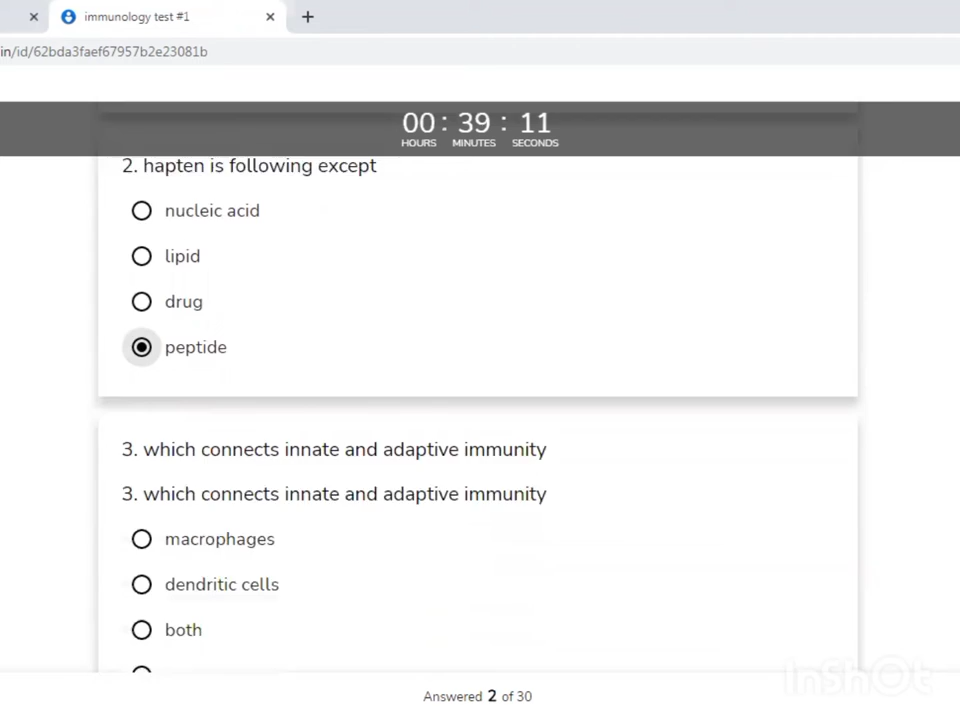 immunology test #1
in/id/62bda3faef67957b2e23081b
00 : 39 : 11
HOURS MINUTES SECONDS
2. hapten is following except
nucleic acid
lipid
drug
peptide
3. which connects innate and adaptive immunity
3. which connects innate and adaptive immunity
macrophages
dendritic cells
both
Answered 2 of 30
InShOt